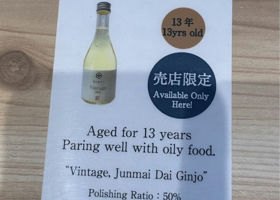 13年
13yrs old
売店限定
Available Only
Here!
Aged for 13 years
Paring well with oily food.
"Vintage, Junmai Dai Ginjo"
Polishing Ratio : 50%